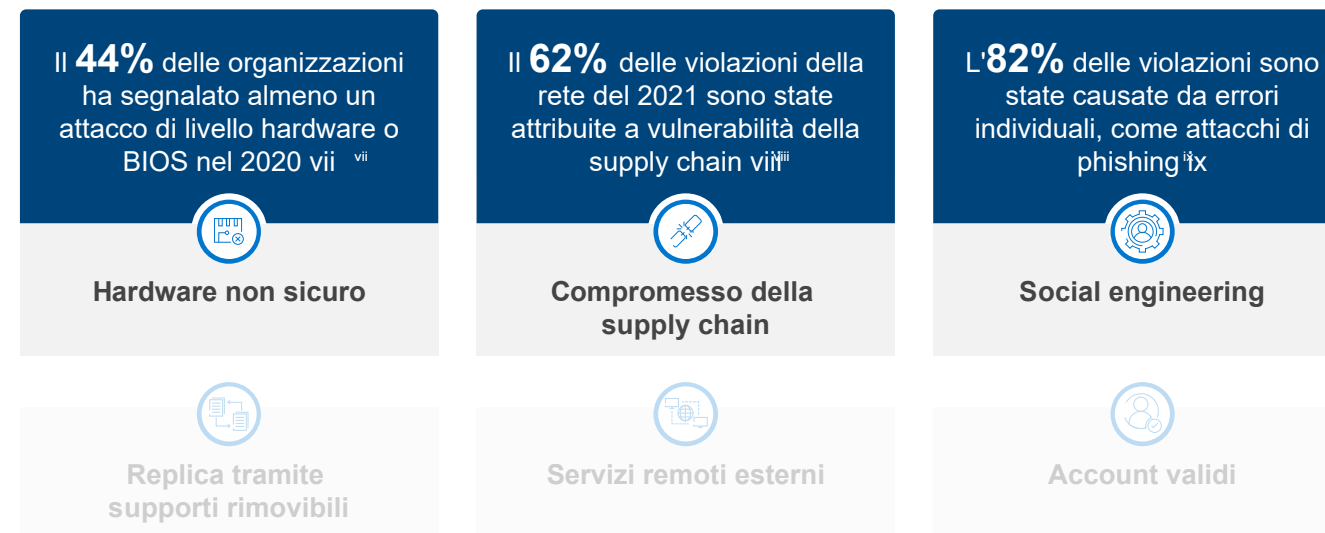 Il 44% delle organizzazioni
ha segnalato almeno un
attacco di livello hardware o
BIOS nel 2020 vii vii
Hardware non sicuro
Il 62% delle violazioni della
rete del 2021 sono state
attribuite a vulnerabilità della
supply chain viii viii
Compromesso della
supply chain
L'82% delle violazioni sono
state causate da errori
individuali, come attacchi di
phishing ix ix
Social engineering
Replica tramite
supporti rimovibili
Servizi remoti esterni
Account validi